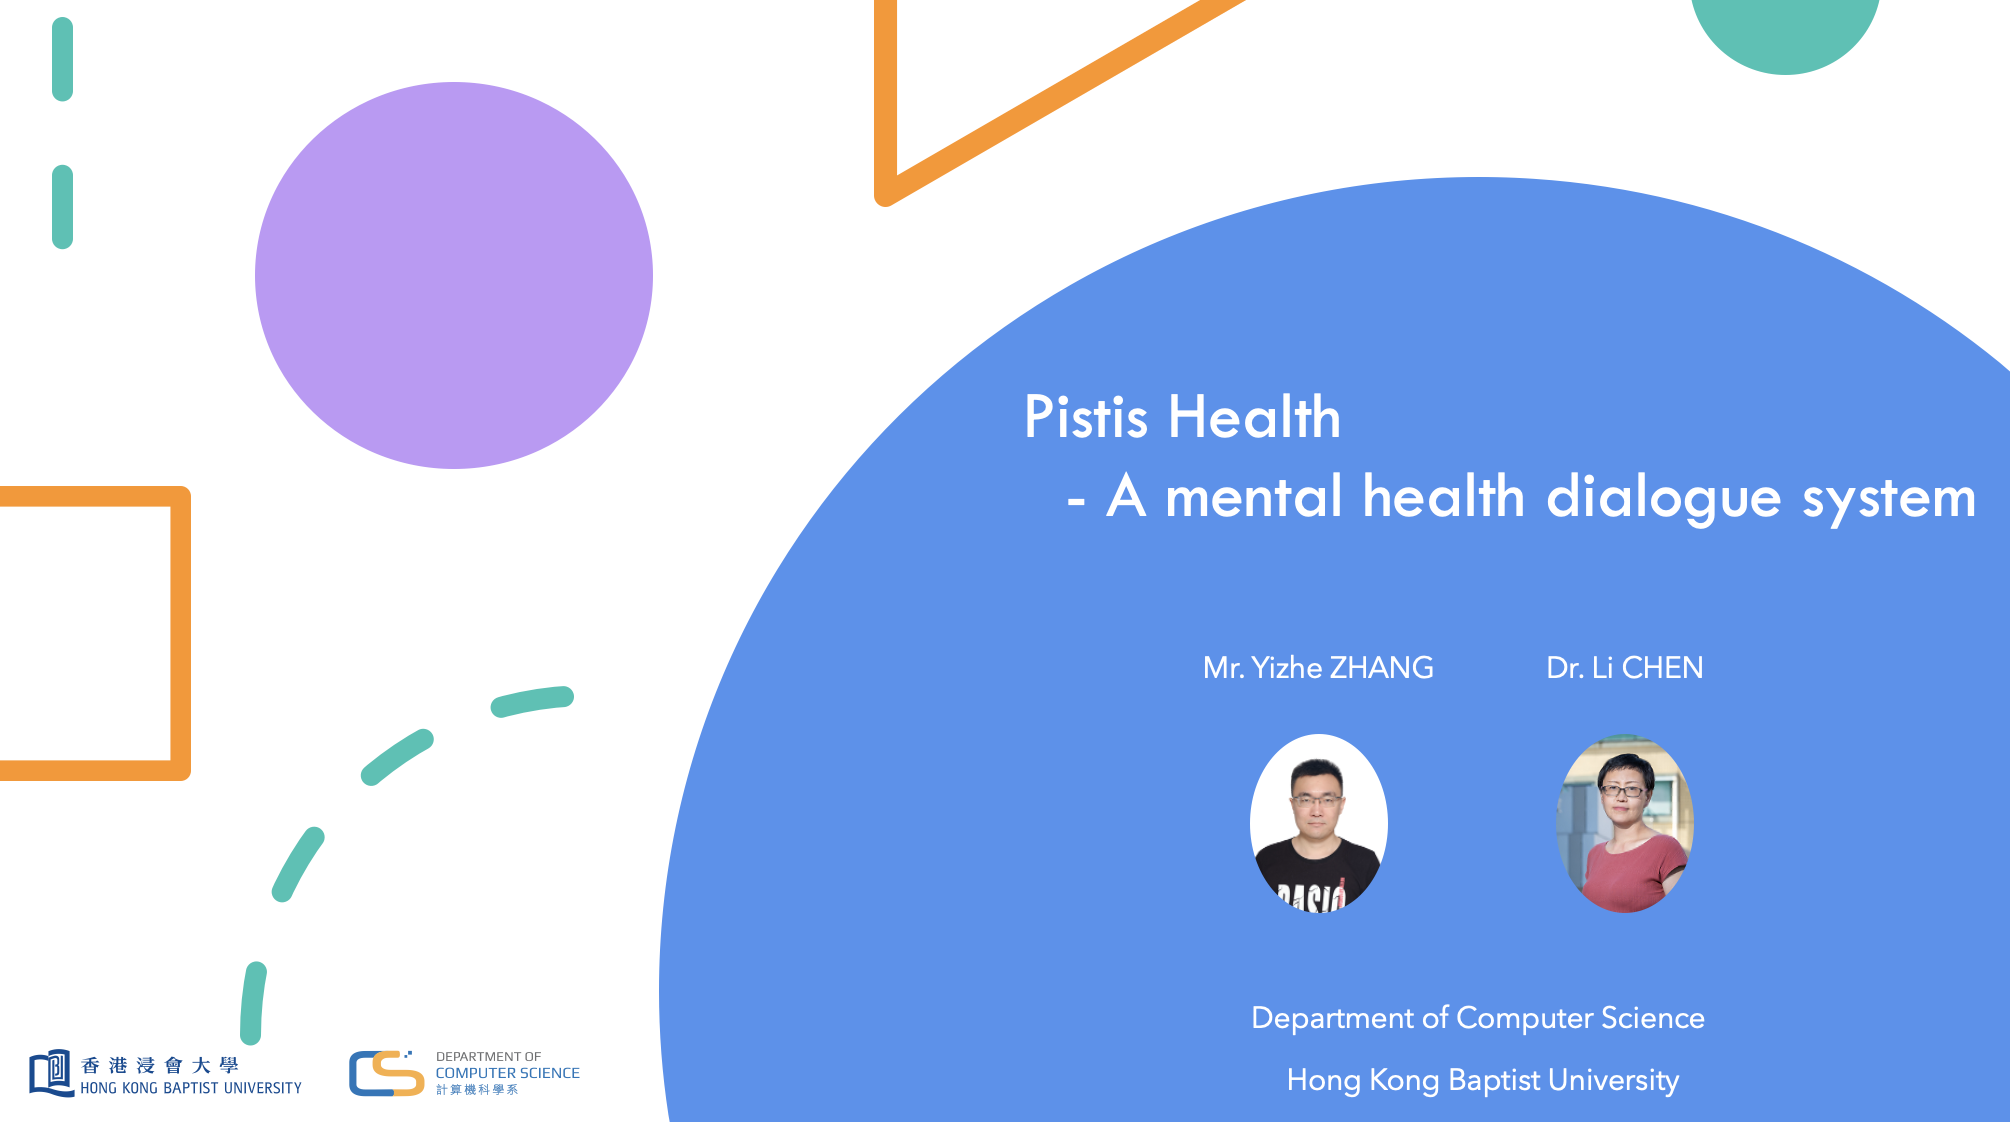 Pistis Health
- A mental health dialogue system
Mr. Yizhe ZHANG
Dr. Li CHEN
Department of Computer Science
Hong Kong Baptist University
香港浸會大學
HONG KONG BAPTIST UNIVERSITY
DEPARTMENT OF
COMPUTER SCIENCE
計算機科學系